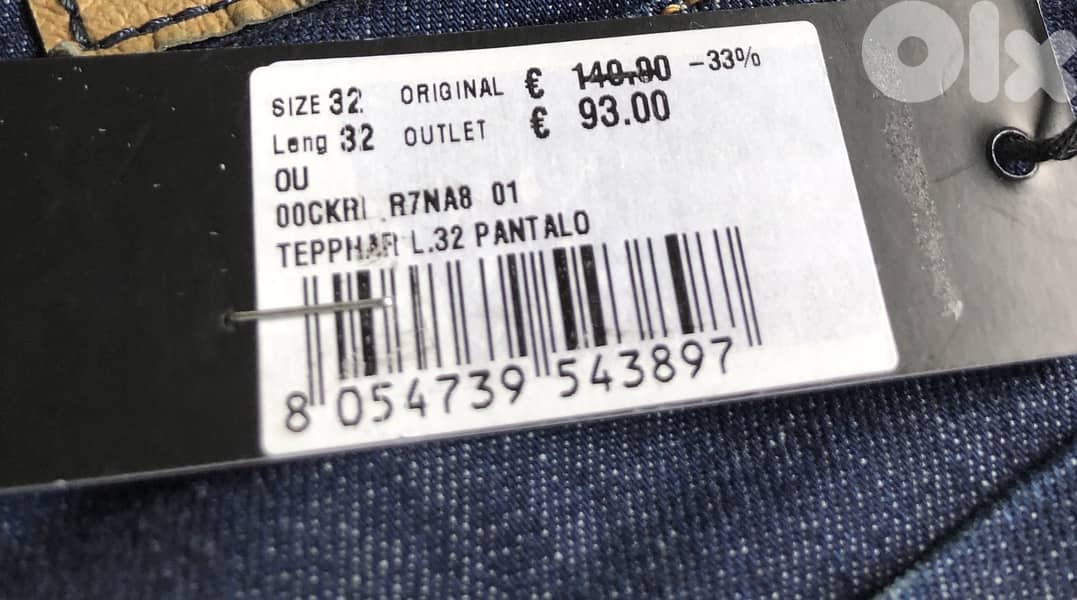 SIZE 32 ORIGINAL € 140.00 -33%
Leng 32 OUTLET € 93.00
OU
00CKRI R7NA8 01
TEPPHAR L.32 PANTALO
8 054739 543897
Olx